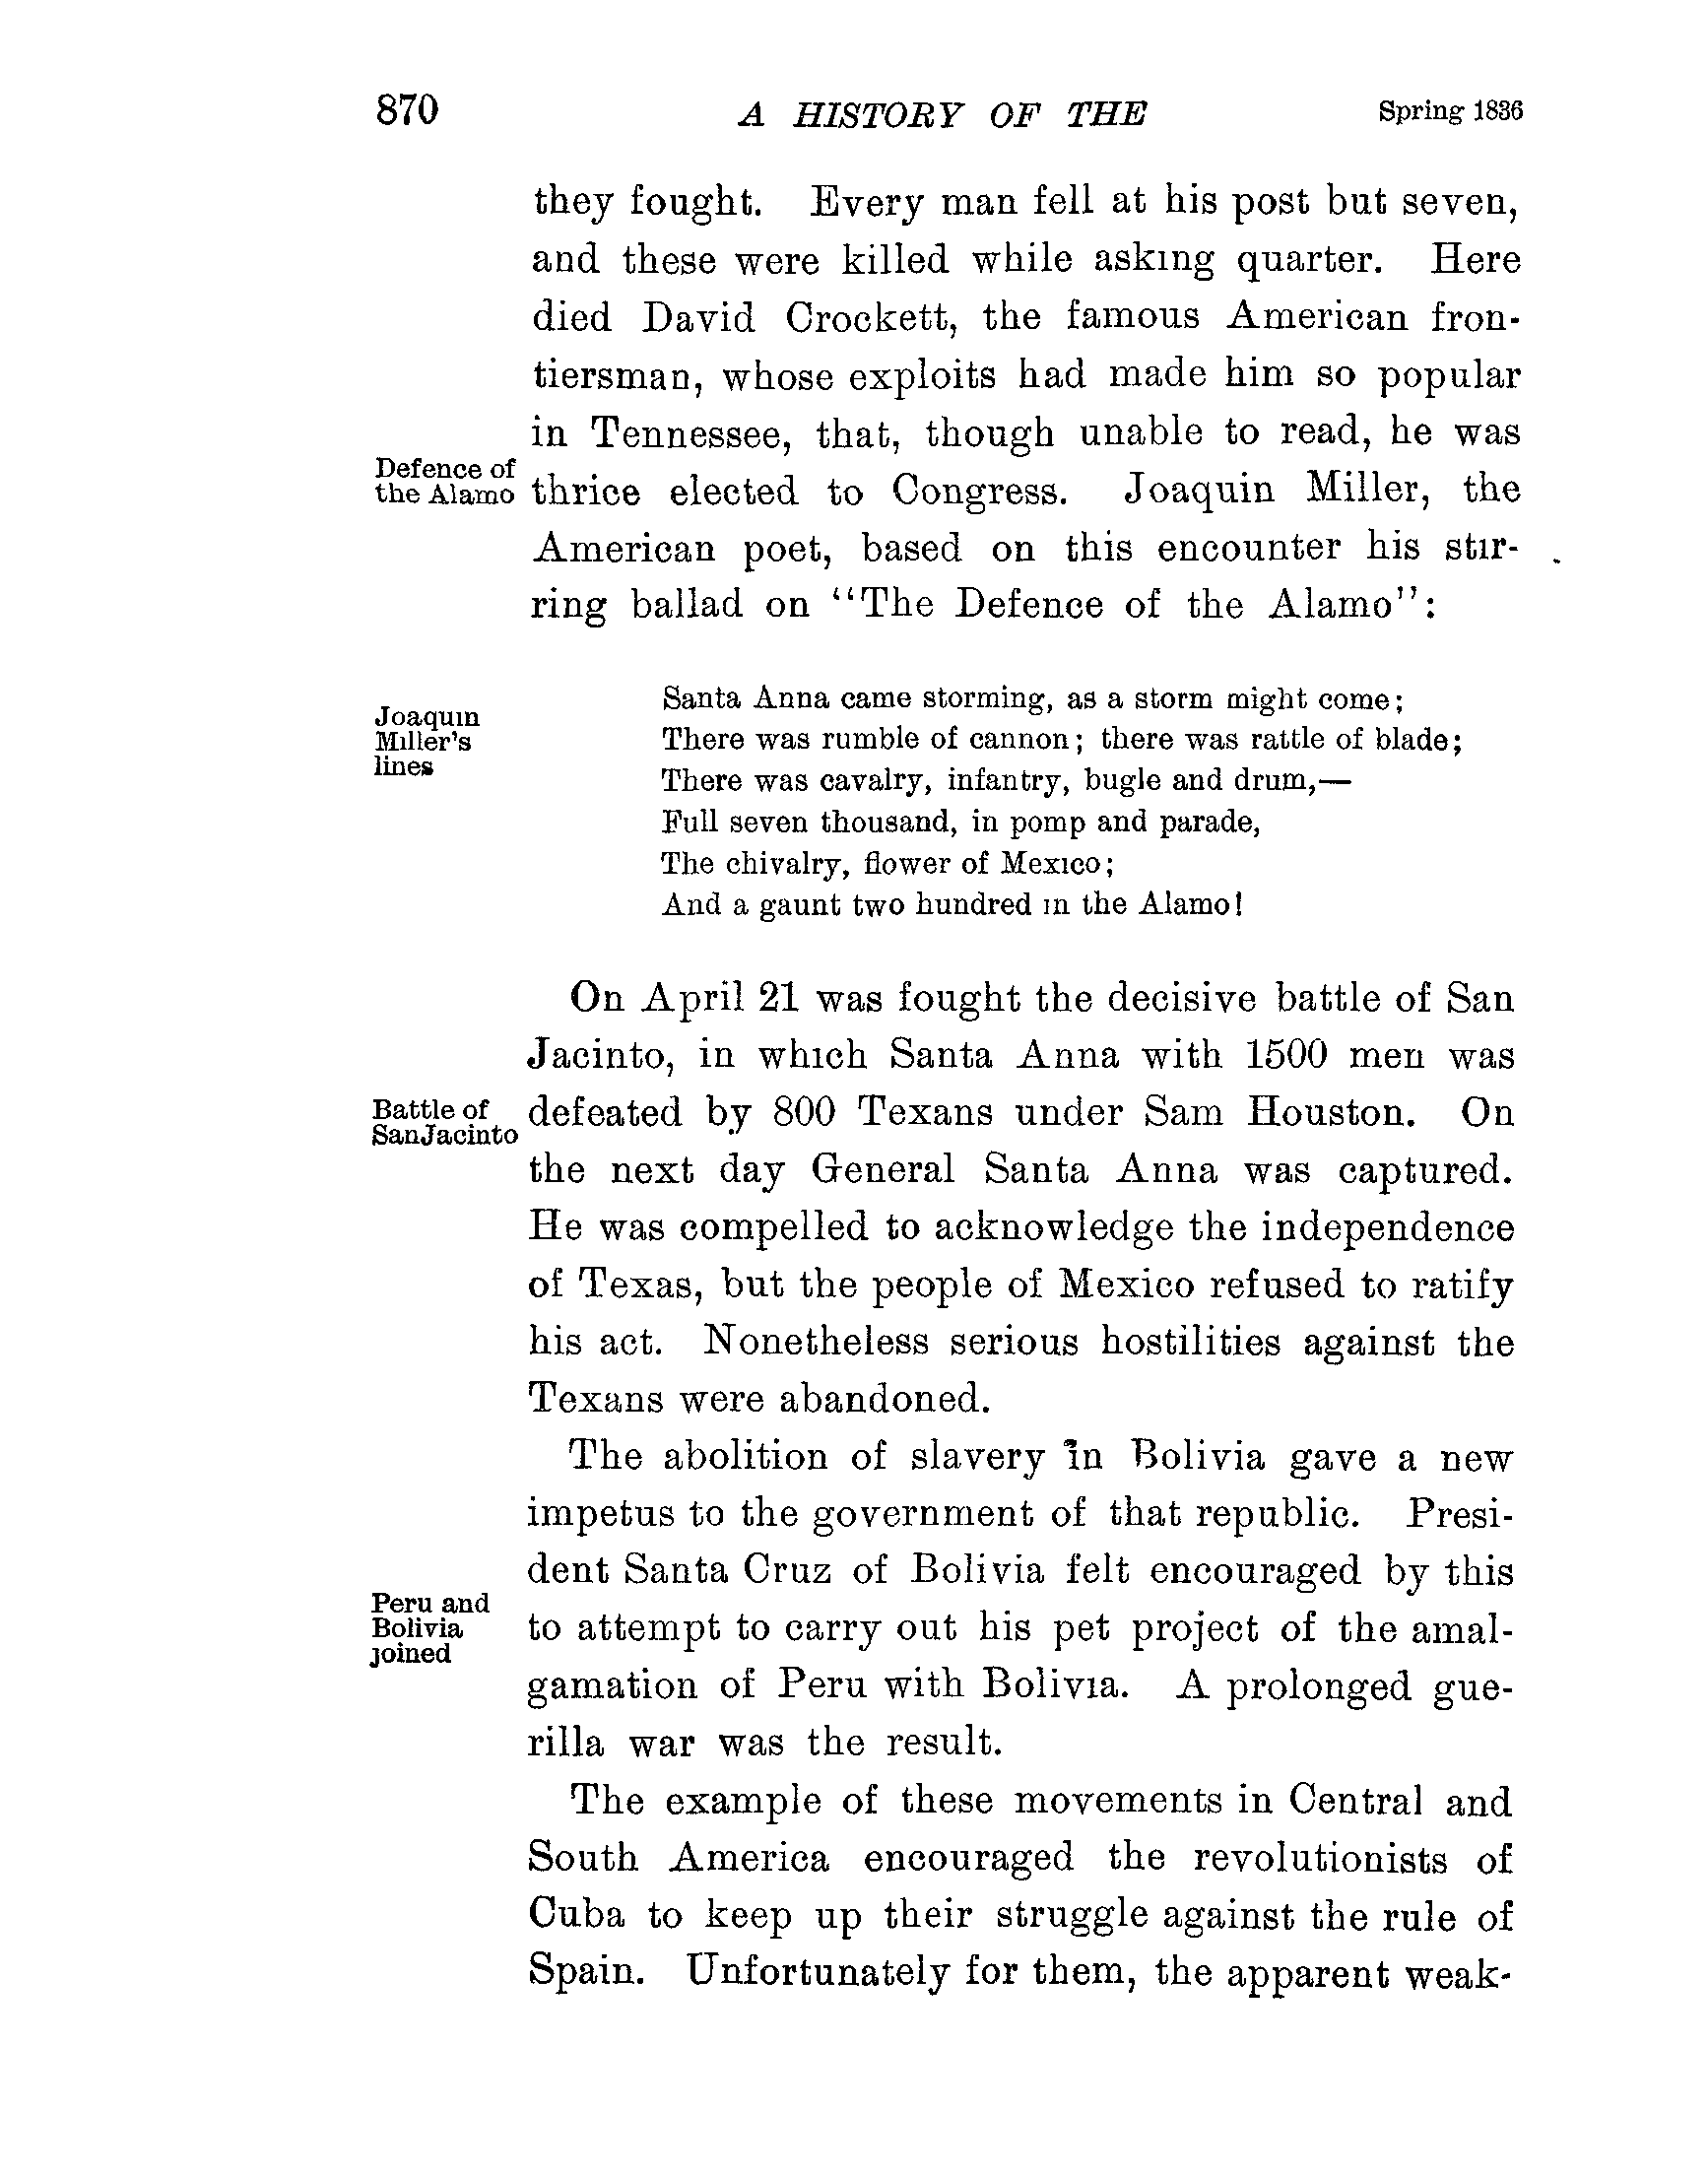 870 A HISTORY OF THE Spring 1836
they fought. Every man fell at his post but seven,
and these were killed while asking quarter. Here
died David Crockett, the famous American fron-
tiersman, whose exploits had made him so popular
in Tennessee, that, though unable to read, he was
Defence of
the Alamo
thrice elected to Congress. Joaquin Miller, the
American poet, based on this encounter his stir-
ring ballad on "The Defence of the Alamo":
Joaquin
Miller's
lines
Santa Anna came storming, as a storm might come;
There was rumble of cannon; there was rattle of blade;
There was cavalry, infantry, bugle and drum,—
Full seven thousand, in pomp and parade,
The chivalry, flower of Mexico;
And a gaunt two hundred in the Alamo!
On April 21 was fought the decisive battle of San
Jacinto, in which Santa Anna with 1500 men was
Battle of
San Jacinto
defeated by 800 Texans under Sam Houston. On
the next day General Santa Anna was captured.
He was compelled to acknowledge the independence
of Texas, but the people of Mexico refused to ratify
his act. Nonetheless serious hostilities against the
Texans were abandoned.
The abolition of slavery in Bolivia gave a new
impetus to the government of that republic. Presi-
dent Santa Cruz of Bolivia felt encouraged by this
Peru and
Bolivia
joined
to attempt to carry out his pet project of the amal-
gamation of Peru with Bolivia. A prolonged gue-
rilla war was the result.
The example of these movements in Central and
South America encouraged the revolutionists of
Cuba to keep up their struggle against the rule of
Spain. Unfortunately for them, the apparent weak-